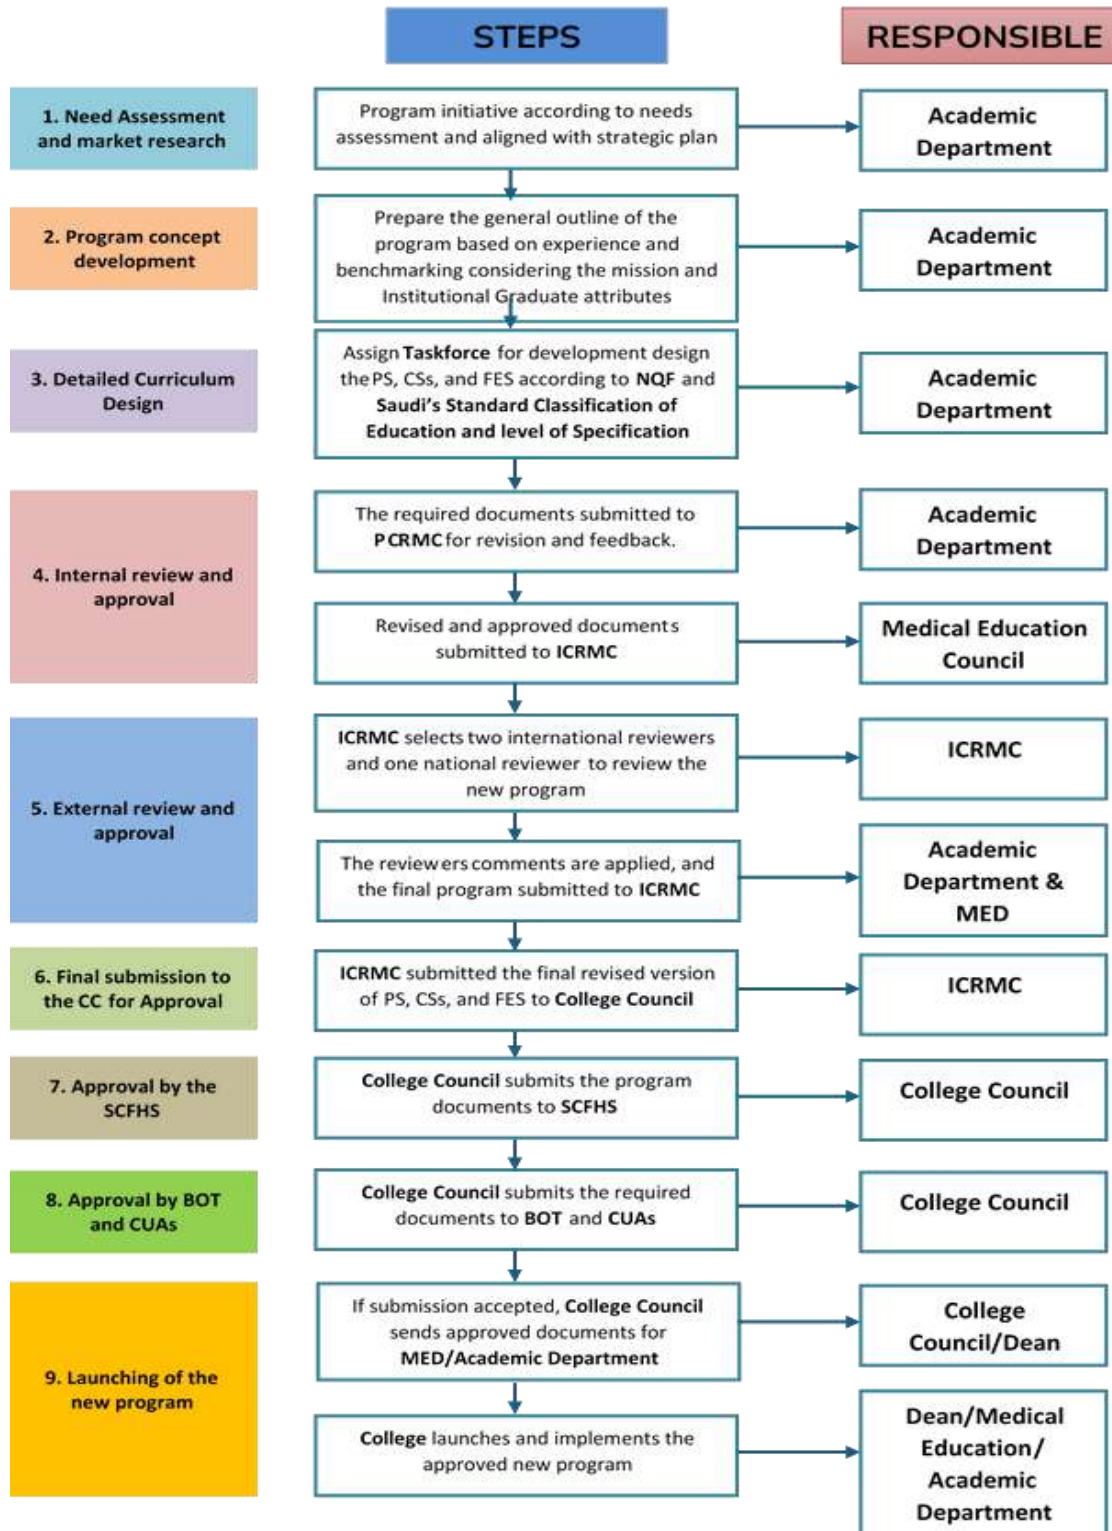 STEPS
RESPONSIBLE
1. Need Assessment
and market research
Program initiative according to needs
assessment and aligned with strategic plan
Academic
Department
2. Program concept
development
Prepare the general outline of the
program based on experience and
benchmarking considering the mission and
Institutional Graduate attributes
Academic
Department
3. Detailed Curriculum
Design
Assign Taskforce for development design
the PS, CSs, and FES according to NQF and
Saudi's Standard Classification of
Education and level of Specification
Academic
Department
4. Internal review and
approval
The required documents submitted to
PCRMC for revision and feedback.
Academic
Department
Revised and approved documents
submitted to ICRMC
Medical Education
Council
5. External review and
approval
ICRMC selects two international reviewers
and one national reviewer to review the
new program
ICRMC
The reviewers comments are applied, and
the final program submitted to ICRMC
Academic
Department &
MED
6. Final submission to
the CC for Approval
ICRMC submitted the final revised version
of PS, CSs, and FES to College Council
ICRMC
7. Approval by the
SCFHS
College Council submits the program
documents to SCFHS
College Council
8. Approval by BOT
and CUAs
College Council submits the required
documents to BOT and CUAs
College Council
9. Launching of the
new program
If submission accepted, College Council
sends approved documents for
MED/Academic Department
College
Council/Dean
College launches and implements the
approved new program
Dean/Medical
Education/
Academic
Department